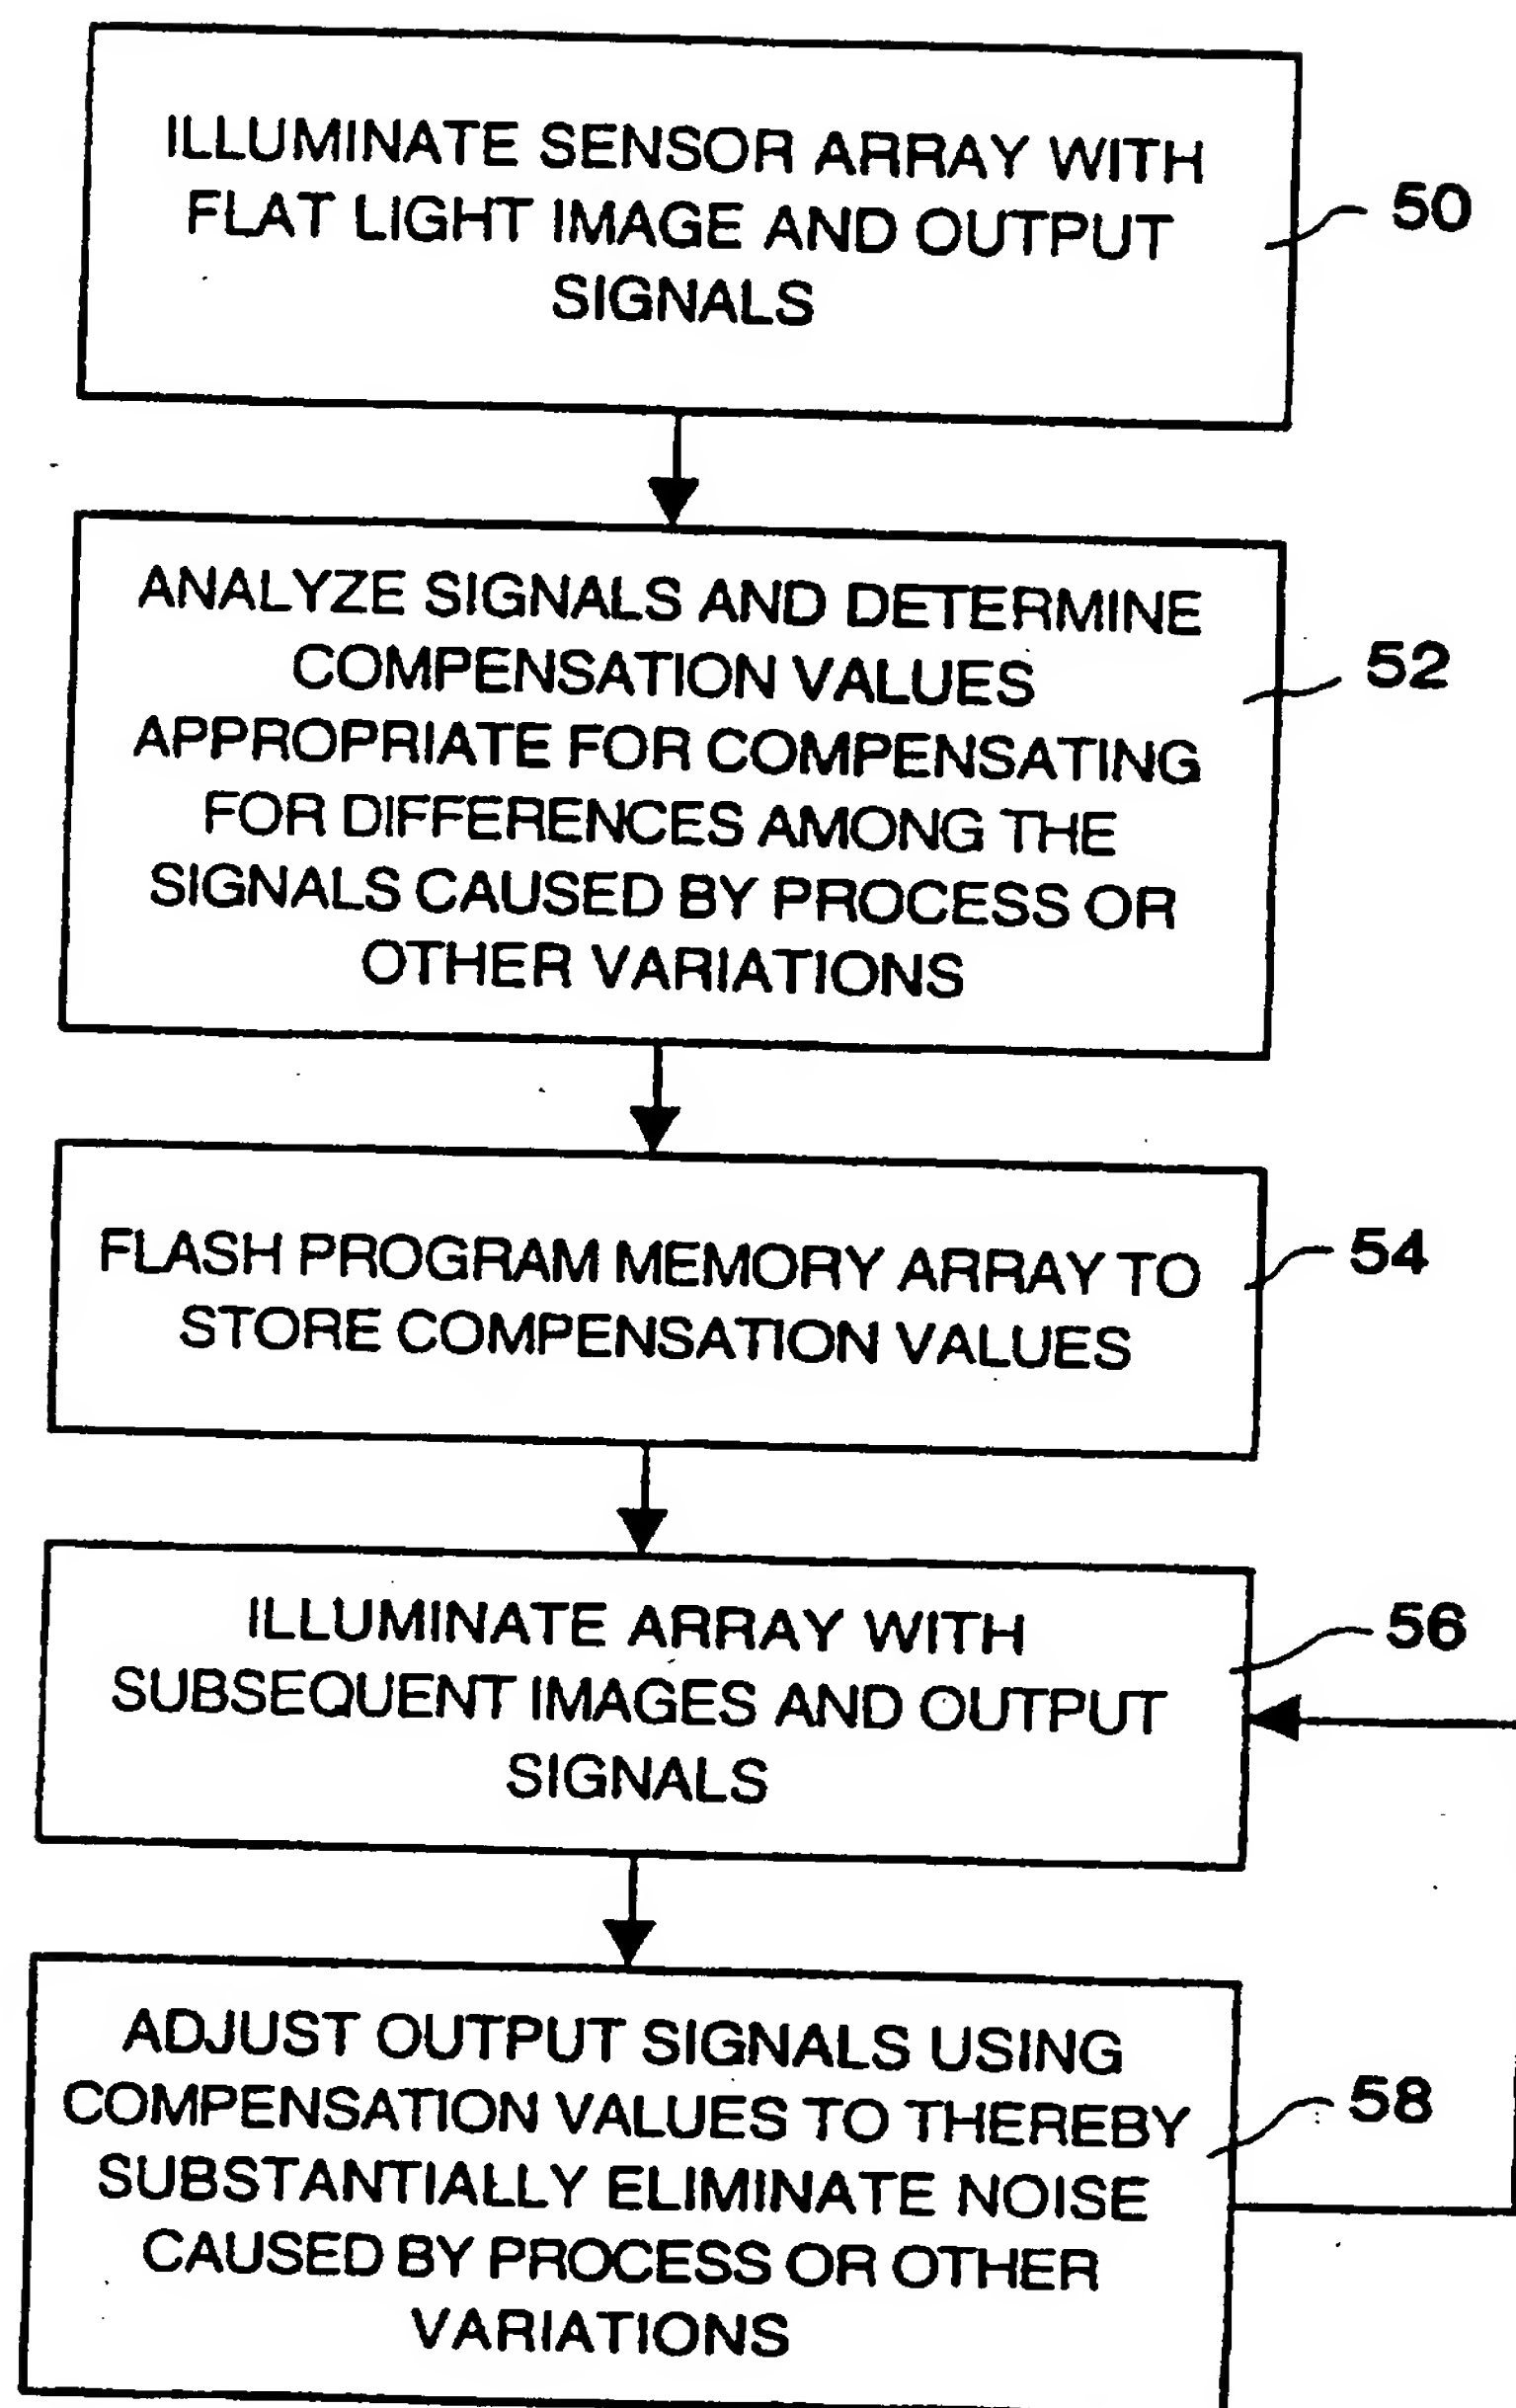 ILLUMINATE SENSOR ARRAY WITH
FLAT LIGHT IMAGE AND OUTPUT
SIGNALS
50
ANALYZE SIGNALS AND DETERMINE
COMPENSATION VALUES
APPROPRIATE FOR COMPENSATING
FOR DIFFERENCES AMONG THE
SIGNALS CAUSED BY PROCESS OR
OTHER VARIATIONS
52
FLASH PROGRAM MEMORY ARRAY TO
STORE COMPENSATION VALUES
54
ILLUMINATE ARRAY WITH
SUBSEQUENT IMAGES AND OUTPUT
SIGNALS
56
ADJUST OUTPUT SIGNALS USING
COMPENSATION VALUES TO THEREBY
SUBSTANTIALLY ELIMINATE NOISE
CAUSED BY PROCESS OR OTHER
VARIATIONS
58